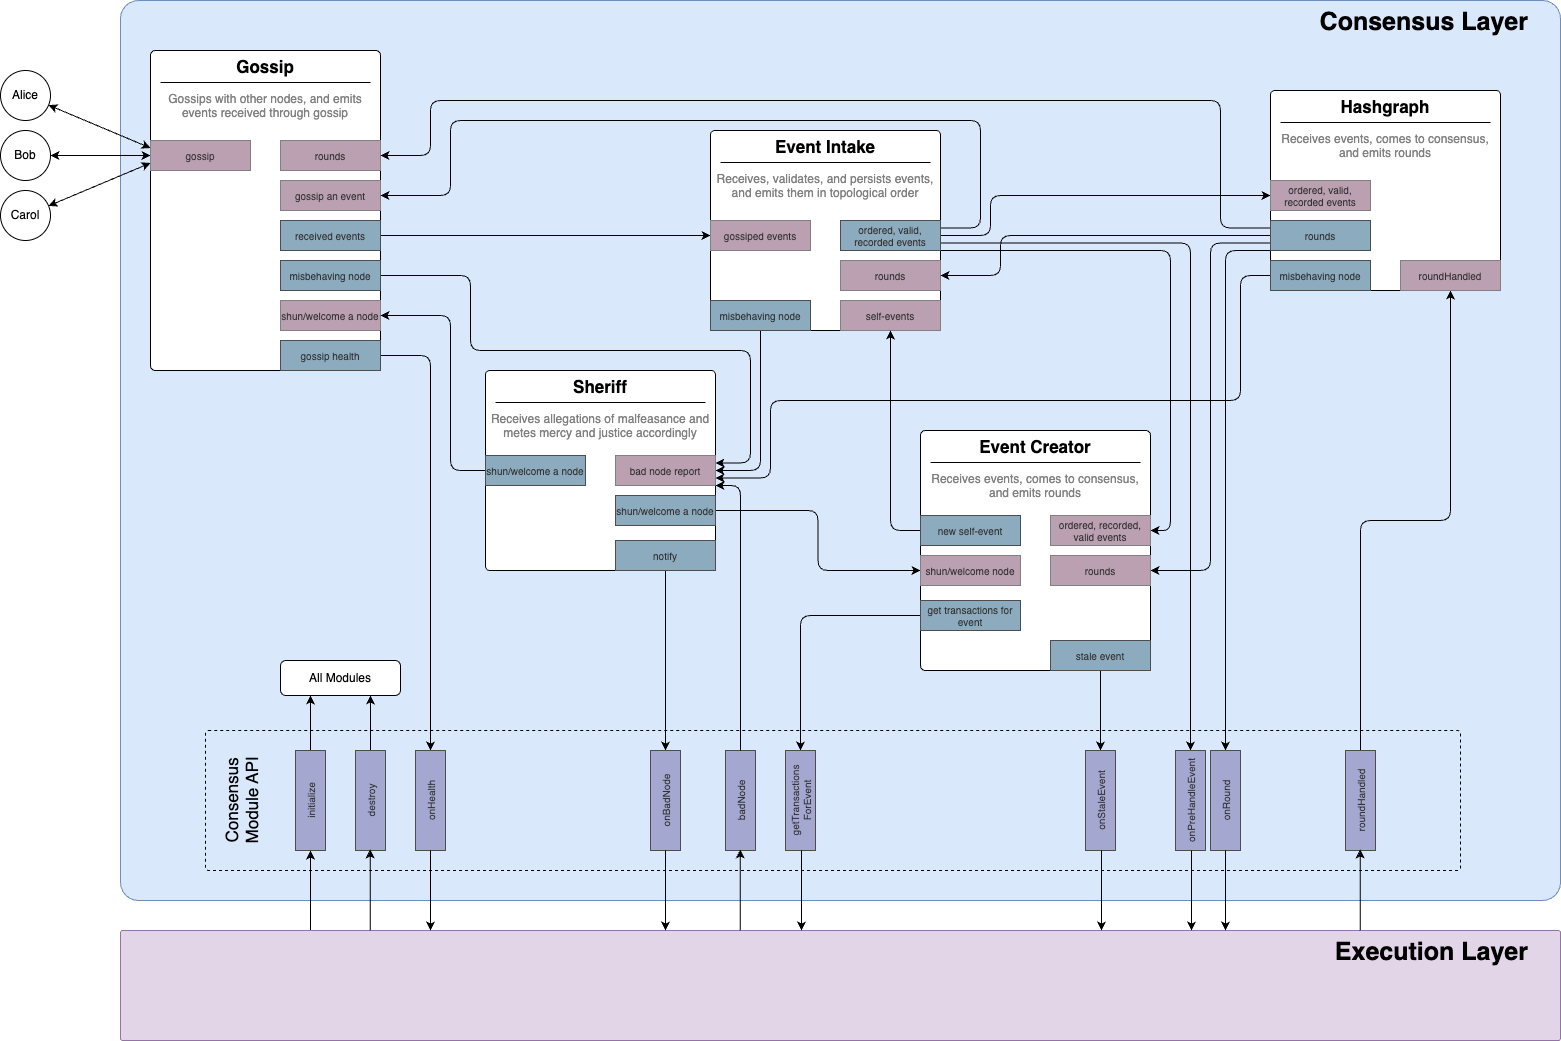 Consensus Layer
Alice
Bob
Carol
Gossip
Gossips with other nodes, and emits
events received through gossip
gossip
rounds
gossip an event
received events
misbehaving node
shun/welcome a node
gossip health
Event Intake
Receives, validates, and persists events,
and emits them in topological order
gossiped events
ordered, valid,
recorded events
rounds
misbehaving node
self-events
Hashgraph
Receives events, comes to consensus,
and emits rounds
ordered, valid,
recorded events
rounds
misbehaving node
roundHandled
Sheriff
Receives allegations of malfeasance and
metes mercy and justice accordingly
shun/welcome a node
bad node report
shun/welcome a node
notify
Event Creator
Receives events, comes to consensus,
and emits rounds
new self-event
ordered, recorded,
valid events
shun/welcome node
rounds
get transactions for
event
stale event
All Modules
Consensus
Module API
initialize
destroy
onHealth
onBadNode
badNode
getTransactions
ForEvent
onStaleEvent
onPreHandleEvent
onRound
roundHandled
Execution Layer